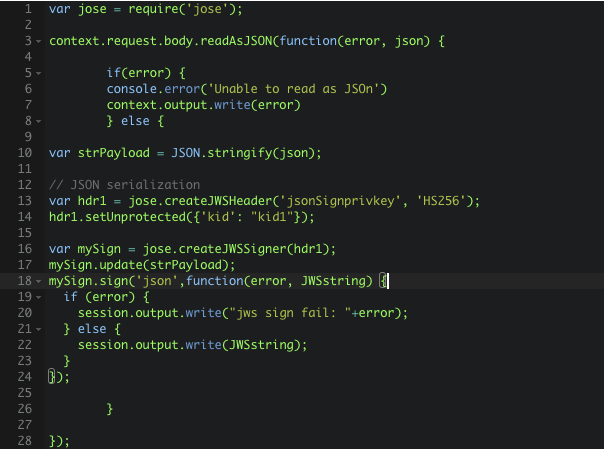 1 var jose = require('jose');
2
3 context.request.body.readAsJSON(function(error, json) {
4
5 if(error) {
6 console.error('Unable to read as JSOn')
7 context.output.write(error)
8 } else {
9
10 var strPayload = JSON.stringify(json);
11
12 // JSON serialization
13 var hdr1 = jose.createJWSHeader('jsonSignprivkey', 'HS256');
14 hdr1.setUnprotected({'kid': "kid1"});
15
16 var mySign = jose.createJWSSigner(hdr1);
17 mySign.update(strPayload);
18 mySign.sign('json',function(error, JWSstring) {
19 if (error) {
20 session.output.write("jws sign fail: "+error);
21 } else {
22 session.output.write(JWSstring);
23 }
24 });
25
26 }
27
28 });